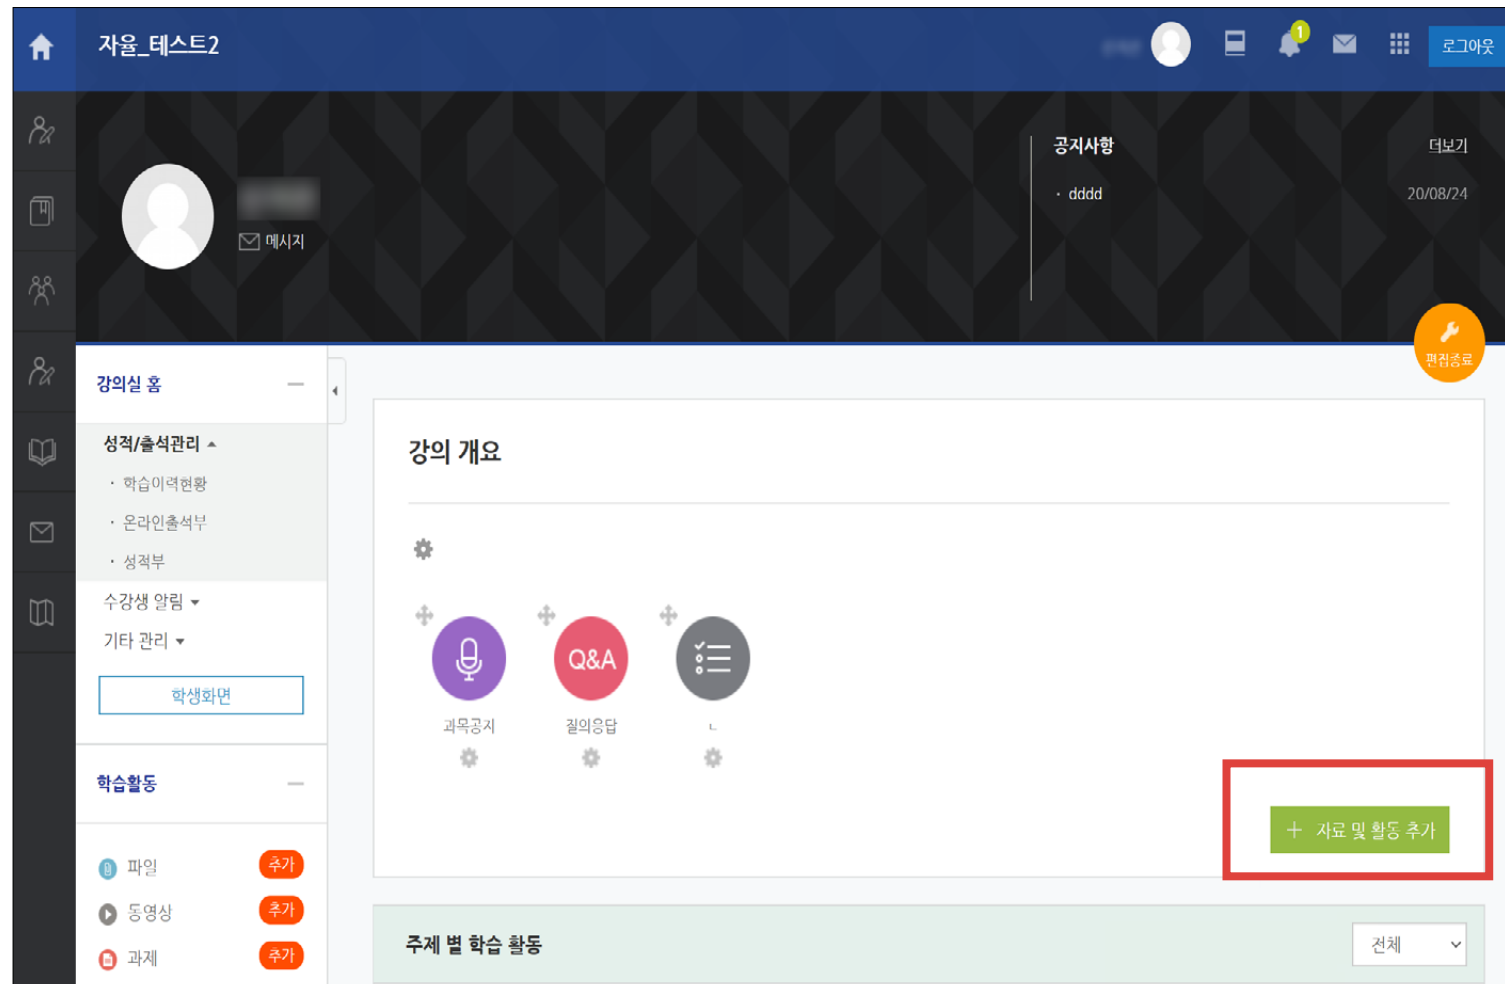 자율_테스트2
1
로그아웃
공지사항
더보기
· dddd
20/08/24
메시지
편집종료
강의실 홈
성적/출석관리
· 학습이력현황
· 온라인출석부
· 성적부
수강생 알림
기타 관리
학생화면
학습활동
파일
추가
동영상
추가
과제
추가
강의 개요
Q&A
과목공지
질의응답
ㄴ
+ 자료 및 활동 추가
주제 별 학습 활동
전체